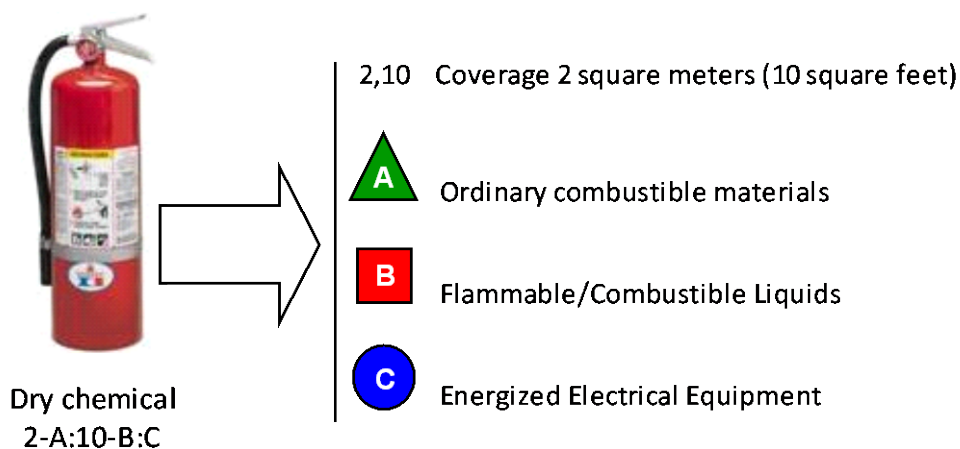 2,10 Coverage 2 square meters (10 square feet)
A Ordinary combustible materials
B Flammable/Combustible Liquids
C Energized Electrical Equipment
Dry chemical
2-A:10-B:C